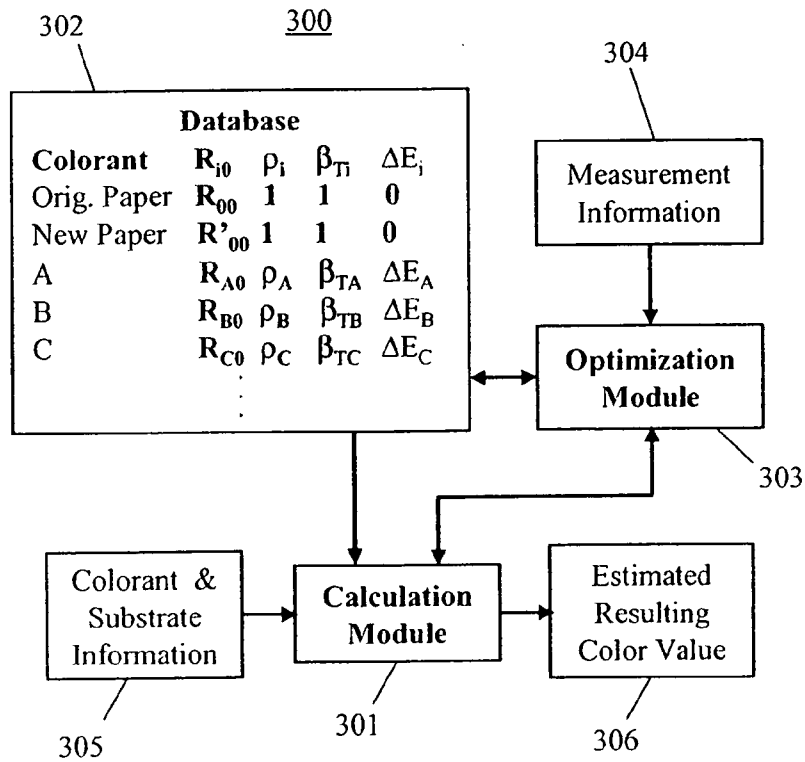 300
302
304
Database
Colorant R_i0 ρ_i β_Ti ΔE_i
Orig. Paper R_00 1 1 0
New Paper R'_00 1 1 0
A R_A0 ρ_A β_TA ΔE_A
B R_B0 ρ_B β_TB ΔE_B
C R_C0 ρ_C β_TC ΔE_C
Measurement
Information
Optimization
Module
303
Colorant &
Substrate
Information
Calculation
Module
Estimated
Resulting
Color Value
305
301
306